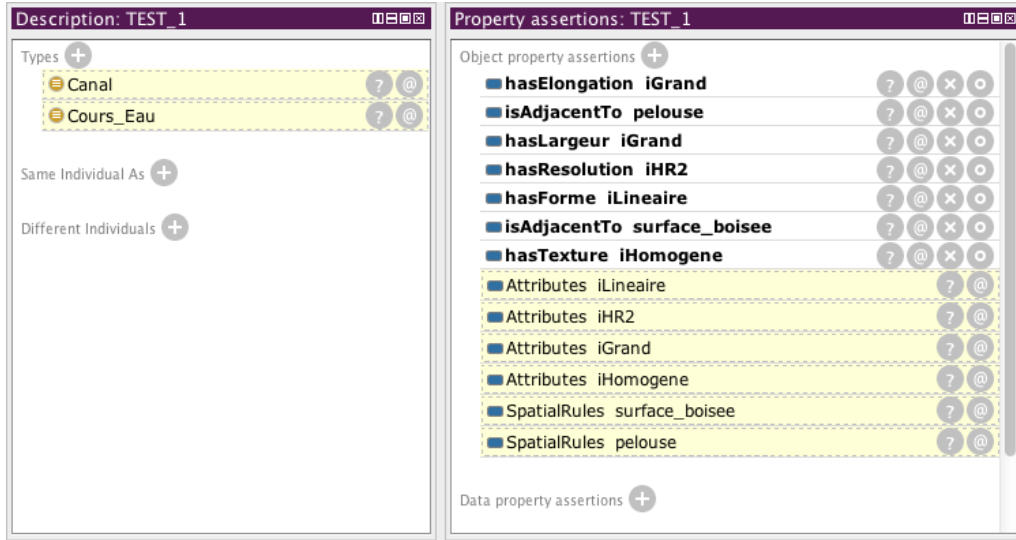 Description: TEST_1
Types
Canal
Cours_Eau
Same Individual As
Different Individuals
Property assertions: TEST_1
Object property assertions
hasElongation iGrand
isAdjacentTo pelouse
hasLargeur iGrand
hasResolution iHR2
hasForme iLineaire
isAdjacentTo surface_boisee
hasTexture iHomogene
Attributes iLineaire
Attributes iHR2
Attributes iGrand
Attributes iHomogene
SpatialRules surface_boisee
SpatialRules pelouse
Data property assertions